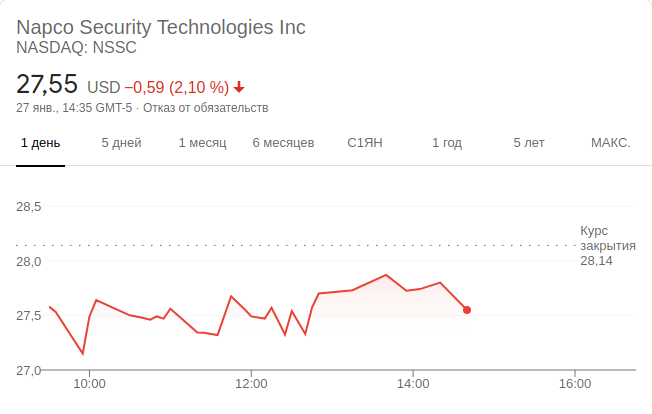 Napco Security Technologies Inc
NASDAQ: NSSC
27,55 USD −0,59 (2,10 %)
27 янв., 14:35 GMT-5 · Отказ от обязательств
1 день 5 дней 1 месяц 6 месяцев С1ЯН 1 год 5 лет МАКС.
28,5
Курс
закрытия
28,14
28,0
27,5
27,0
10:00 12:00 14:00 16:00